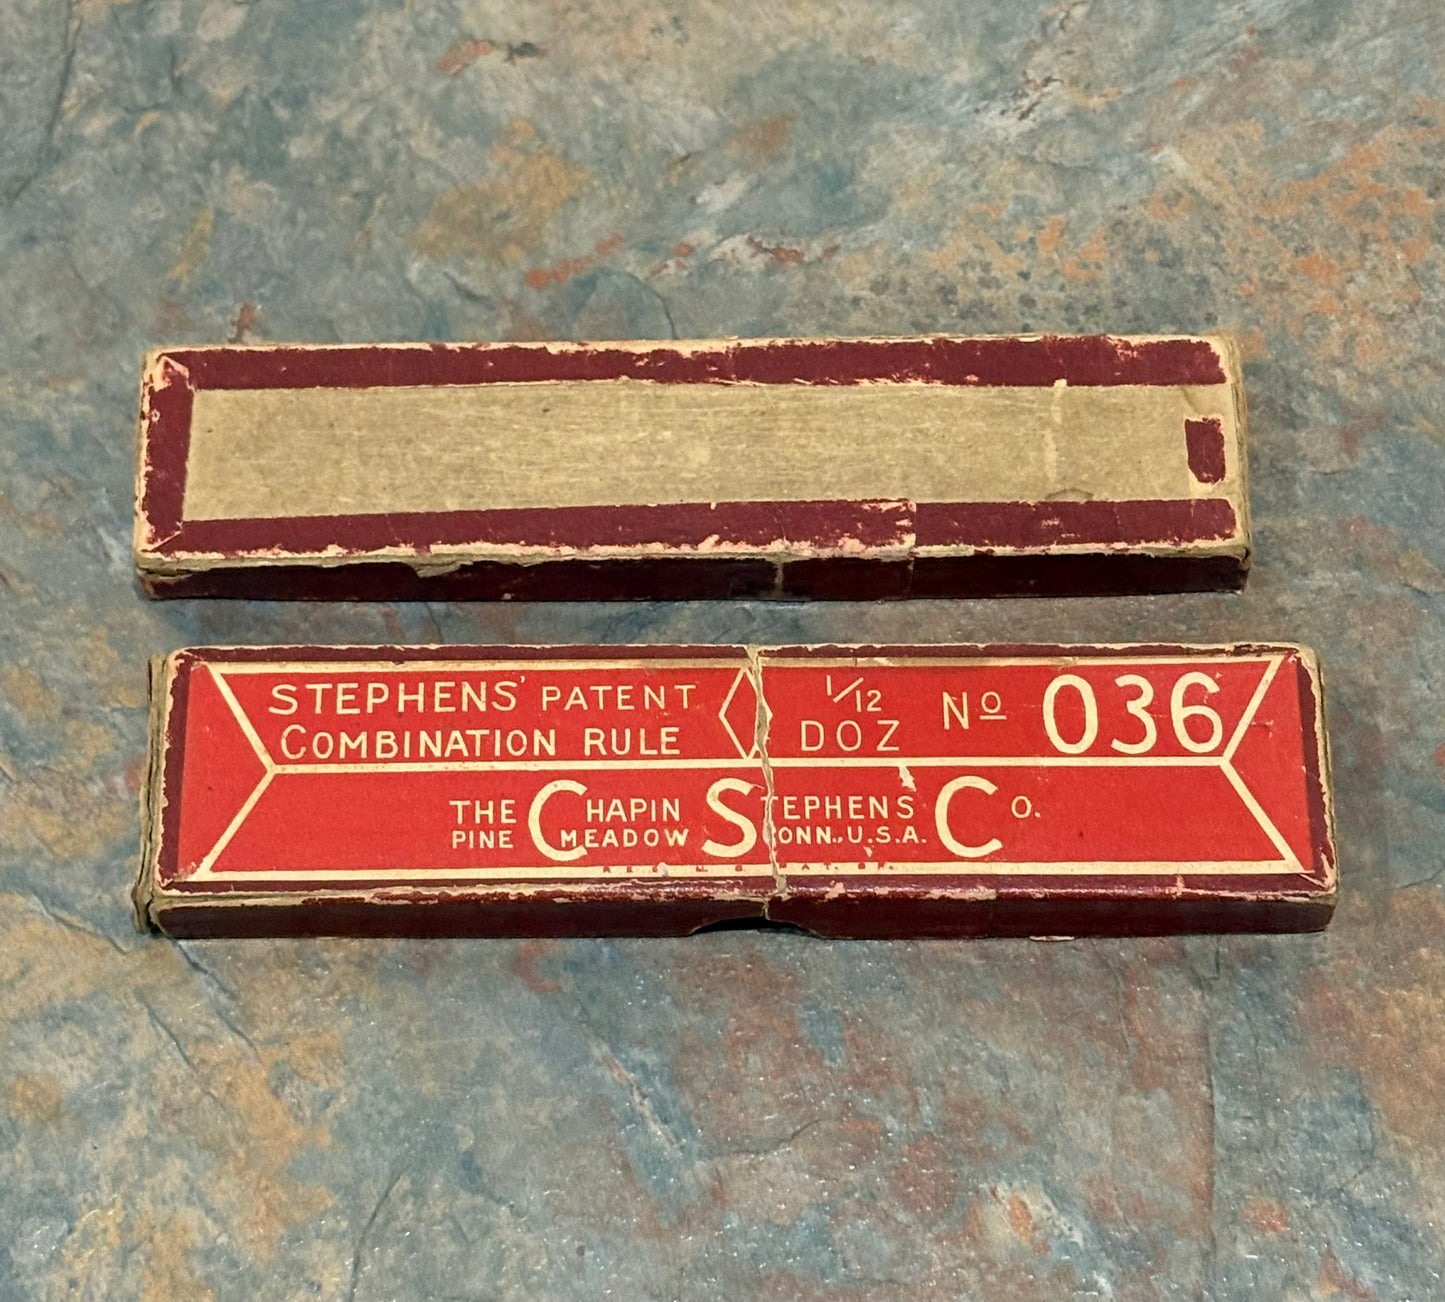 STEPHENS' PATENT
COMBINATION RULE
1/12
DOZ
No 036
THE CHAPIN STEPHENS CO.
PINE MEADOW CONN., U.S.A.